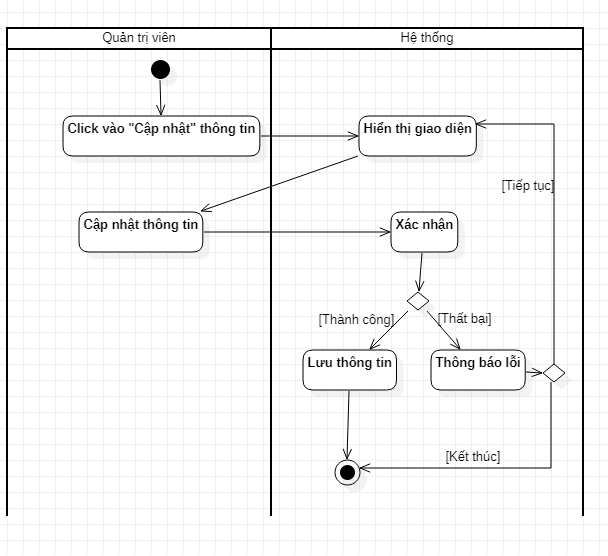 Quản trị viên
Hệ thống
Click vào "Cập nhật" thông tin
Hiển thị giao diện
[Tiếp tục]
Cập nhật thông tin
Xác nhận
[Thành công]
[Thất bại]
Lưu thông tin
Thông báo lỗi
[Kết thúc]